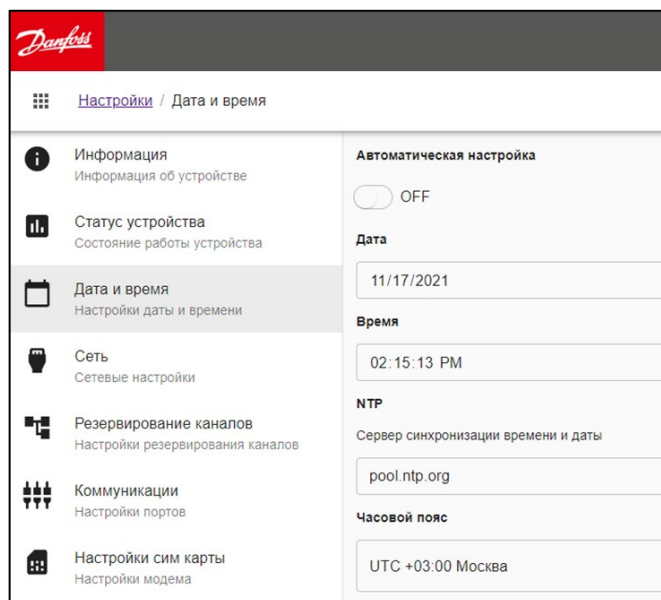 Danfoss
Настройки / Дата и время
Информация
Информация об устройстве
Статус устройства
Состояние работы устройства
Дата и время
Настройки даты и времени
Сеть
Сетевые настройки
Резервирование каналов
Настройки резервирования каналов
Коммуникации
Настройки портов
Настройки сим карты
Настройки модема
Автоматическая настройка
OFF
Дата
11/17/2021
Время
02:15:13 PM
NTP
Сервер синхронизации времени и даты
pool.ntp.org
Часовой пояс
UTC +03:00 Москва